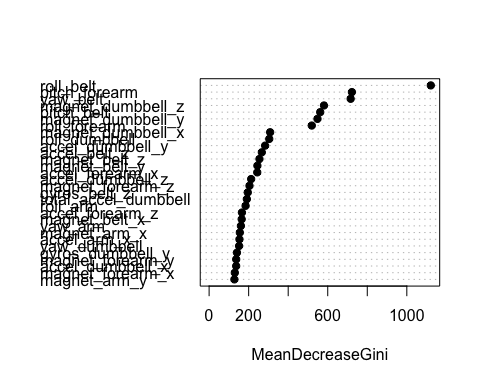 roll_belt
pitch_forearm
yaw_belt
magnet_dumbbell_z
pitch_belt
magnet_dumbbell_y
roll_forearm
magnet_dumbbell_x
roll_dumbbell
accel_dumbbell_y
accel_belt_z
magnet_belt_z
magnet_belt_y
accel_forearm_x
accel_dumbbell_z
magnet_forearm_z
gyros_belt_z
total_accel_dumbbell
roll_arm
accel_forearm_z
magnet_belt_x
yaw_arm
magnet_arm_x
accel_arm_x
yaw_dumbbell
gyros_dumbbell_y
magnet_forearm_y
accel_dumbbell_x
magnet_forearm_x
magnet_arm_y
0 200 600 1000
MeanDecreaseGini